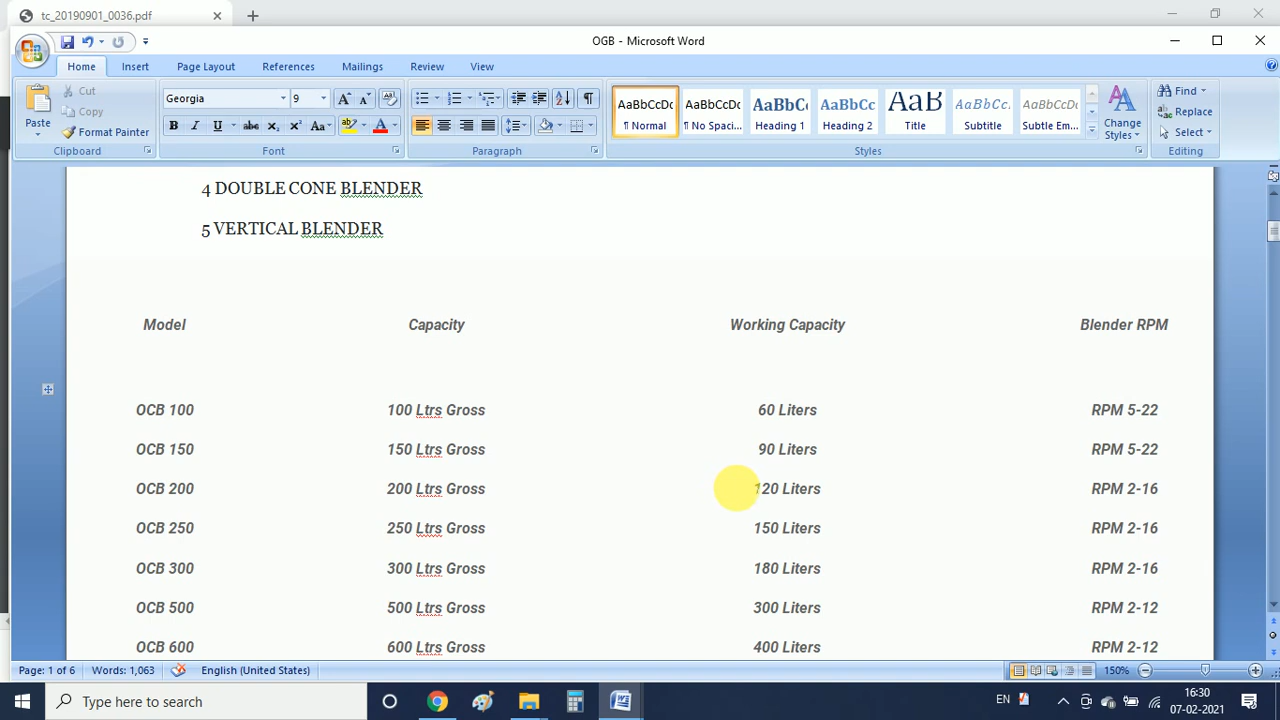 tc_20190901_0036.pdf
OGB - Microsoft Word
Home Insert Page Layout References Mailings Review View
Paste
Cut
Copy
Format Painter
Clipboard
Georgia 9
B I U abc X₂ X² Aa
Font
Paragraph
AaBbCcDc AaBbCcDc AaBbC AaBbCc AaB AaBbCc. AaBbCcDc
¶ Normal ¶ No Spaci... Heading 1 Heading 2 Title Subtitle Subtle Em...
Change Styles
Styles
Find
Replace
Select
Editing
4 DOUBLE CONE BLENDER
5 VERTICAL BLENDER
Model Capacity Working Capacity Blender RPM
OCB 100 100 Ltrs Gross 60 Liters RPM 5-22
OCB 150 150 Ltrs Gross 90 Liters RPM 5-22
OCB 200 200 Ltrs Gross 120 Liters RPM 2-16
OCB 250 250 Ltrs Gross 150 Liters RPM 2-16
OCB 300 300 Ltrs Gross 180 Liters RPM 2-16
OCB 500 500 Ltrs Gross 300 Liters RPM 2-12
OCB 600 600 Ltrs Gross 400 Liters RPM 2-12
Page: 1 of 6 Words: 1,063 English (United States) 150%
Type here to search
EN
16:30
07-02-2021